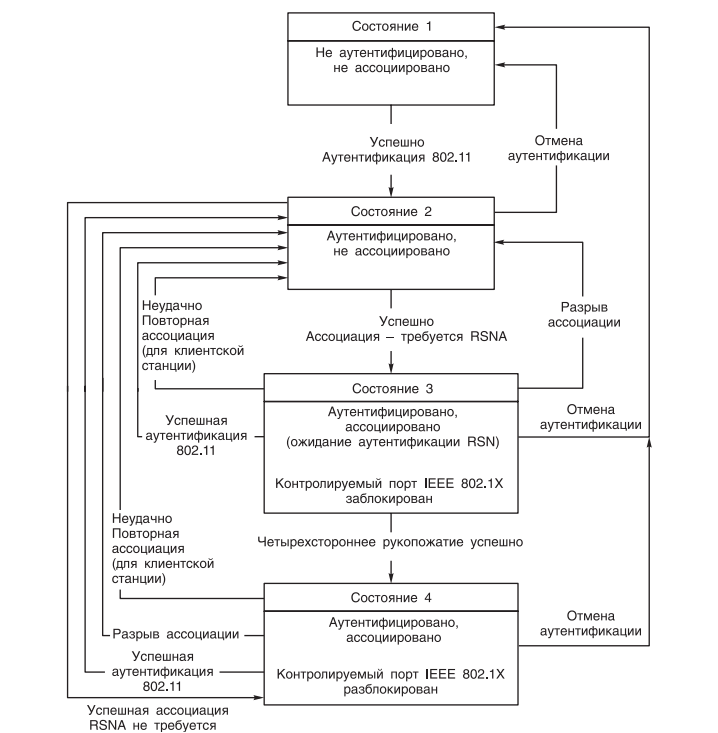 Состояние 1
Не аутентифицировано,
не ассоциировано
Успешно
Аутентификация 802.11
Отмена
аутентификации
Состояние 2
Аутентифицировано,
не ассоциировано
Неудачно
Повторная
ассоциация
(для клиентской
станции)
Успешно
Ассоциация – требуется RSNA
Разрыв
ассоциации
Состояние 3
Аутентифицировано,
ассоциировано
(ожидание аутентификации RSN)
Контролируемый порт IEEE 802.1X
заблокирован
Успешная
аутентификация
802.11
Отмена
аутентификации
Неудачно
Повторная
ассоциация
(для клиентской
станции)
Четырехстороннее рукопожатие успешно
Состояние 4
Аутентифицировано,
ассоциировано
Контролируемый порт IEEE 802.1X
разблокирован
Отмена
аутентификации
Разрыв ассоциации
Успешная
аутентификация
802.11
Успешная ассоциация
RSNA не требуется